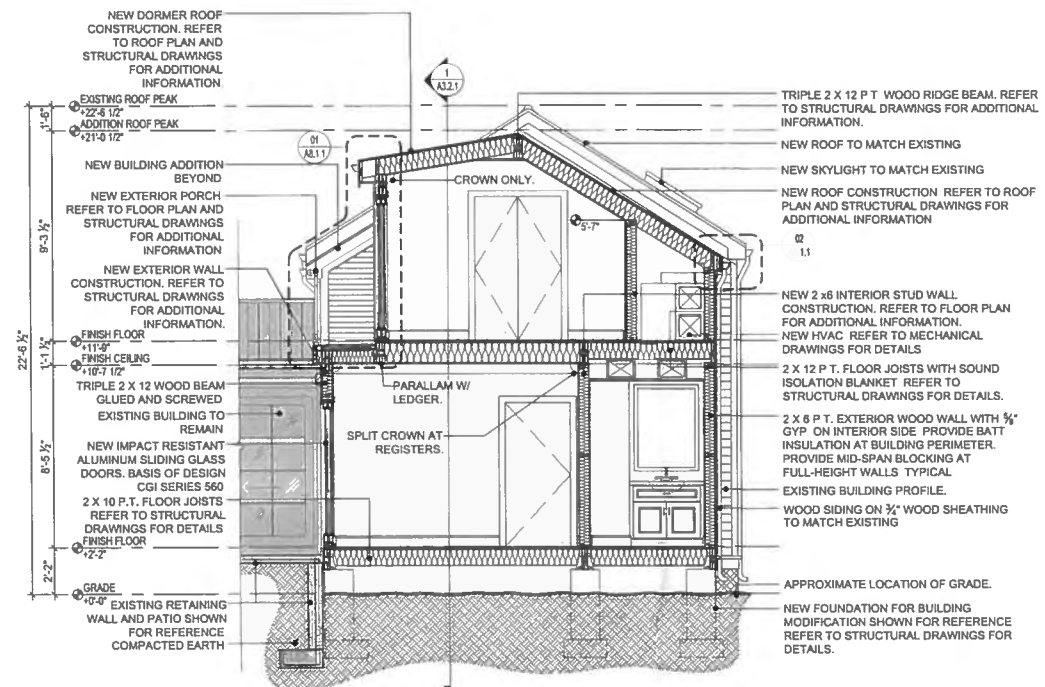 NEW DORMER ROOF
CONSTRUCTION. REFER
TO ROOF PLAN AND
STRUCTURAL DRAWINGS
FOR ADDITIONAL
INFORMATION
EXISTING ROOF PEAK
+22'-6 1/2"
ADDITION ROOF PEAK
+21'-0 1/2"
NEW BUILDING ADDITION
BEYOND
NEW EXTERIOR PORCH
REFER TO FLOOR PLAN AND
STRUCTURAL DRAWINGS
FOR ADDITIONAL
INFORMATION
NEW EXTERIOR WALL
CONSTRUCTION. REFER TO
STRUCTURAL DRAWINGS
FOR ADDITIONAL
INFORMATION.
FINISH FLOOR
+11'-9"
FINISH CEILING
+10'-7 1/2"
TRIPLE 2 X 12 WOOD BEAM
GLUED AND SCREWED
EXISTING BUILDING TO
REMAIN
NEW IMPACT RESISTANT
ALUMINUM SLIDING GLASS
DOORS. BASIS OF DESIGN
CGI SERIES 560
2 X 10 P.T. FLOOR JOISTS
REFER TO STRUCTURAL
DRAWINGS FOR DETAILS
FINISH FLOOR
+2'-2"
GRADE
+0'-0"
EXISTING RETAINING
WALL AND PATIO SHOWN
FOR REFERENCE
COMPACTED EARTH
1'-6"
9'-3 ½"
1'-1 ½"
8'-5 ½"
2'-2"
22'-6 ½"
1
A3.2.1
01
A8.1.1
CROWN ONLY.
5'-7"
PARALLAM W/
LEDGER.
SPLIT CROWN AT
REGISTERS.
02
1.1
TRIPLE 2 X 12 P T WOOD RIDGE BEAM. REFER
TO STRUCTURAL DRAWINGS FOR ADDITIONAL
INFORMATION.
NEW ROOF TO MATCH EXISTING
NEW SKYLIGHT TO MATCH EXISTING
NEW ROOF CONSTRUCTION REFER TO ROOF
PLAN AND STRUCTURAL DRAWINGS FOR
ADDITIONAL INFORMATION
NEW 2 x6 INTERIOR STUD WALL
CONSTRUCTION. REFER TO FLOOR PLAN
FOR ADDITIONAL INFORMATION.
NEW HVAC REFER TO MECHANICAL
DRAWINGS FOR DETAILS
2 X 12 P T. FLOOR JOISTS WITH SOUND
ISOLATION BLANKET REFER TO
STRUCTURAL DRAWINGS FOR DETAILS.
2 X 6 P T. EXTERIOR WOOD WALL WITH ⅝"
GYP ON INTERIOR SIDE PROVIDE BATT
INSULATION AT BUILDING PERIMETER.
PROVIDE MID-SPAN BLOCKING AT
FULL-HEIGHT WALLS TYPICAL
EXISTING BUILDING PROFILE.
WOOD SIDING ON ¾" WOOD SHEATHING
TO MATCH EXISTING
APPROXIMATE LOCATION OF GRADE.
NEW FOUNDATION FOR BUILDING
MODIFICATION SHOWN FOR REFERENCE
REFER TO STRUCTURAL DRAWINGS FOR
DETAILS.